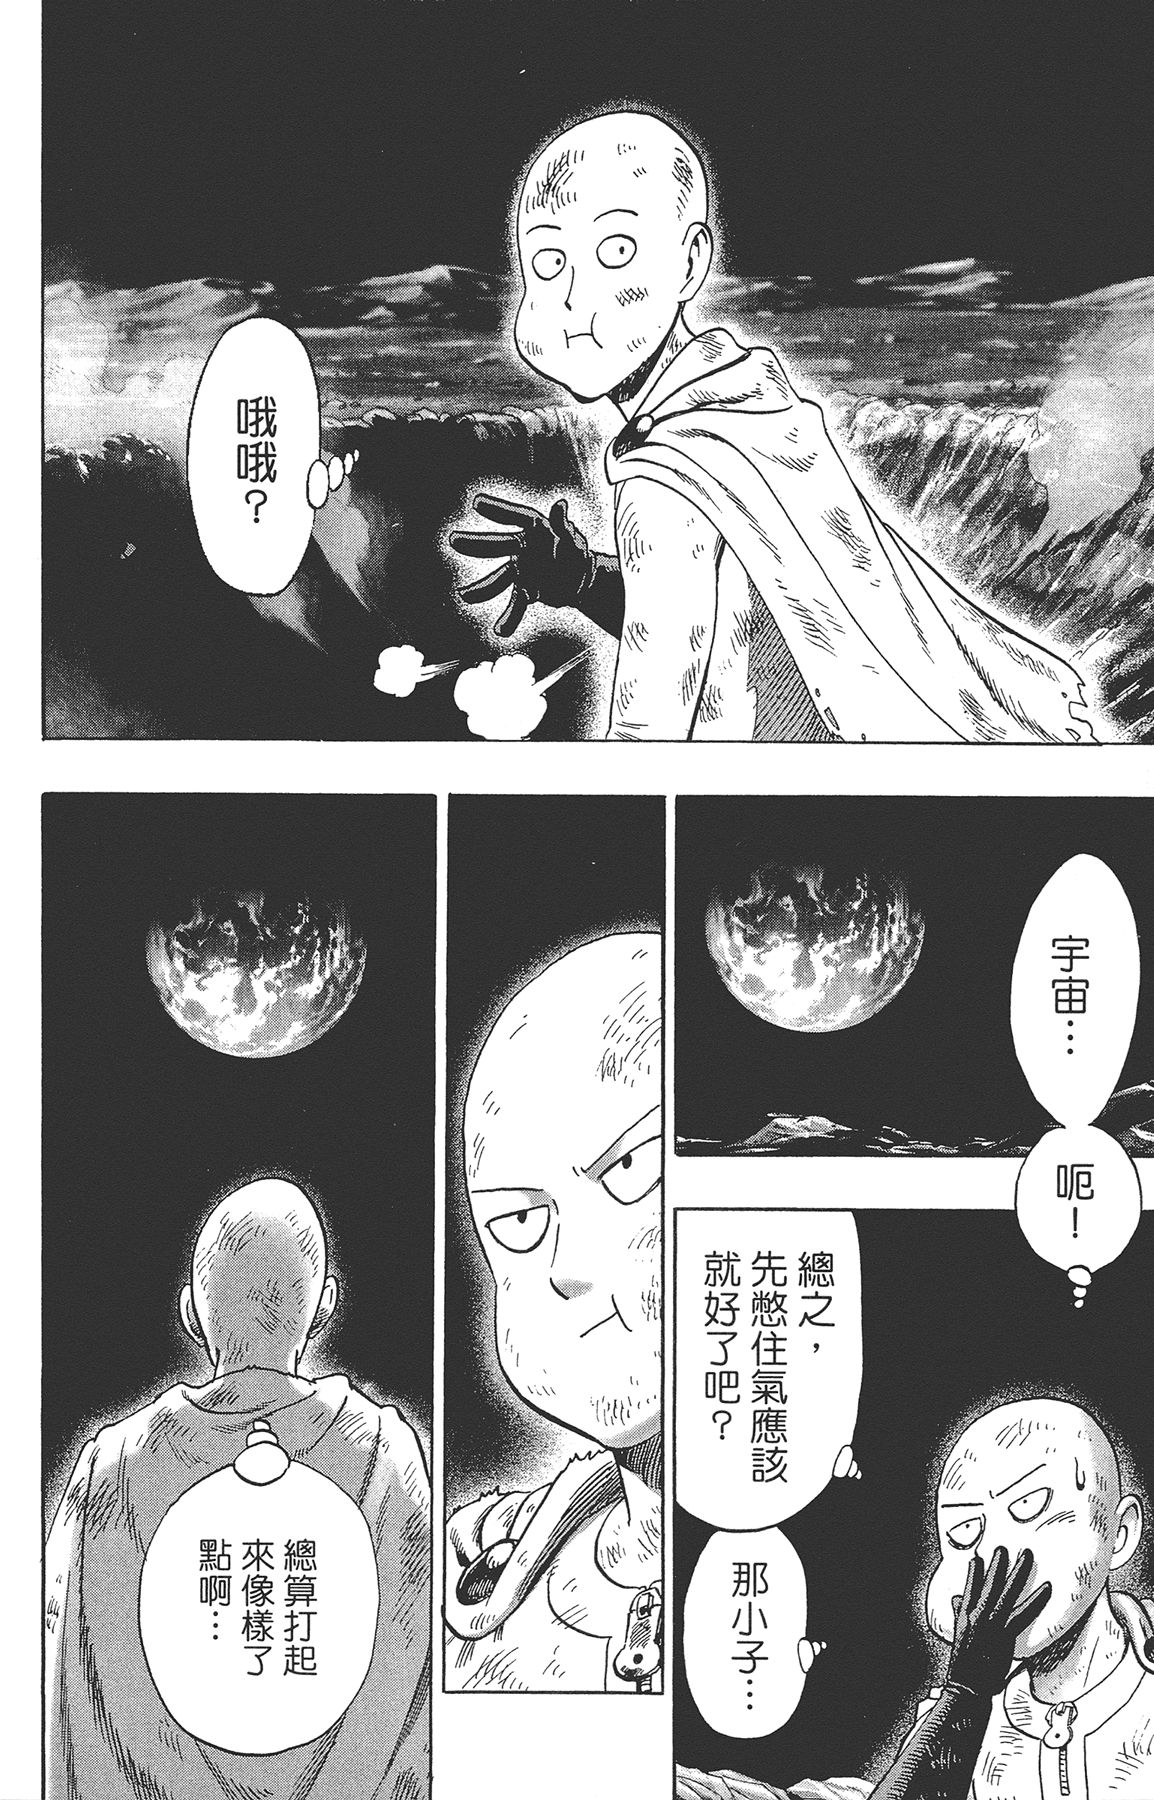 哦哦？
宇宙…
呃！
總之，
先憋住氣應該
就好了吧？
那小子…
總算打起
來像樣了
點啊…